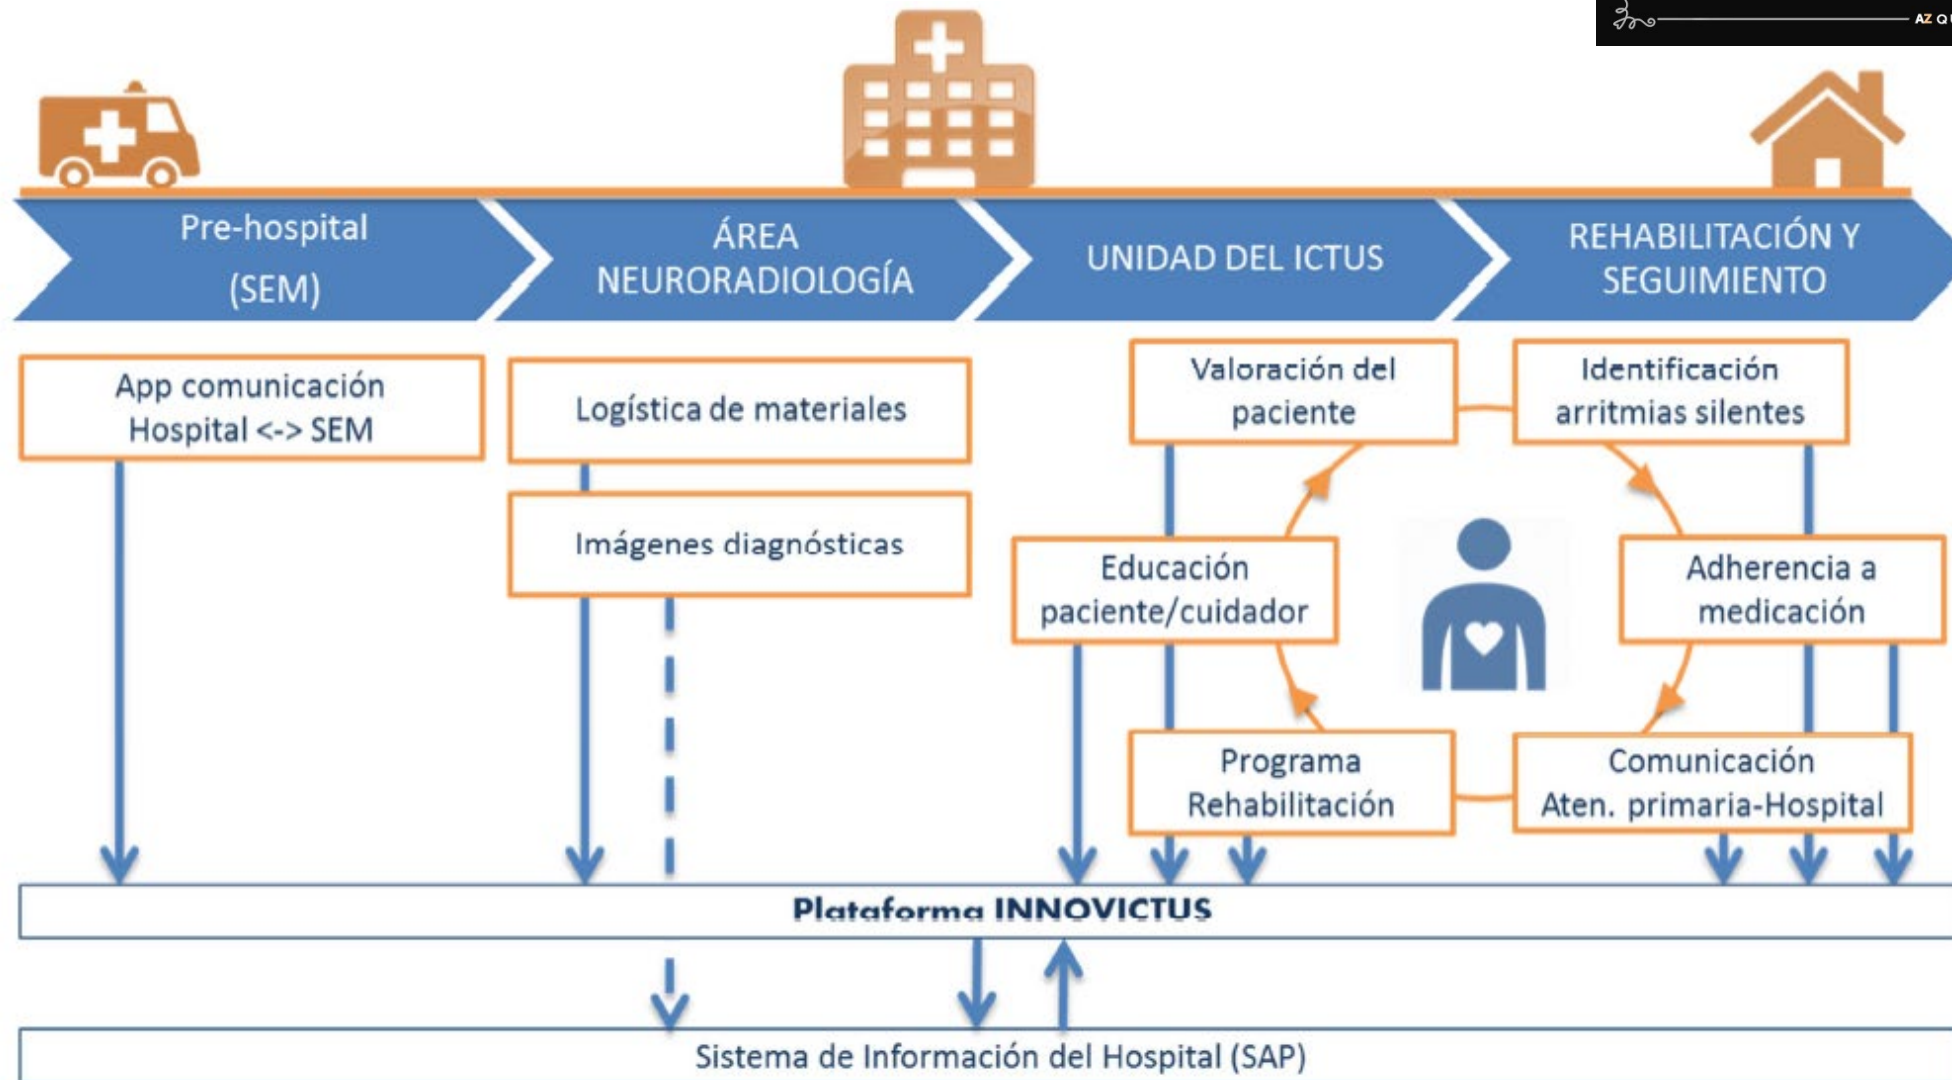 AZ
Pre-hospital
(SEM)
ÁREA
NEURORADIOLOGÍA
UNIDAD DEL ICTUS
REHABILITACIÓN Y
SEGUIMIENTO
App comunicación
Hospital <-> SEM
Logística de materiales
Imágenes diagnósticas
Valoración del
paciente
Identificación
arritmias silentes
Educación
paciente/cuidador
Adherencia a
medicación
Programa
Rehabilitación
Comunicación
Aten. primaria-Hospital
Plataforma INNOVICTUS
Sistema de Información del Hospital (SAP)